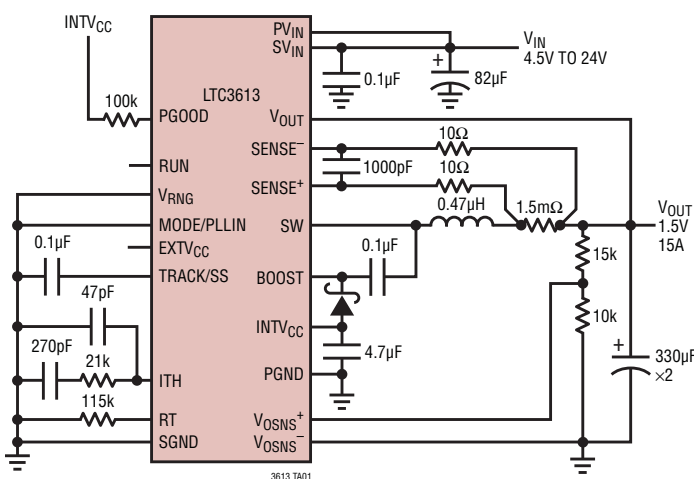 INTVCC
100k
0.1µF
47pF
270pF
21k
115k
LTC3613
PGOOD
RUN
VRNG
MODE/PLLIN
EXTVCC
TRACK/SS
ITH
RT
SGND
PVIN
SVIN
VOUT
SENSE–
SENSE+
SW
BOOST
INTVCC
PGND
VOSNS+
VOSNS–
VIN
4.5V TO 24V
0.1µF
+
82µF
10Ω
1000pF
10Ω
0.47µH
1.5mΩ
0.1µF
4.7µF
VOUT
1.5V
15A
15k
10k
+
330µF
×2
3613 TA01